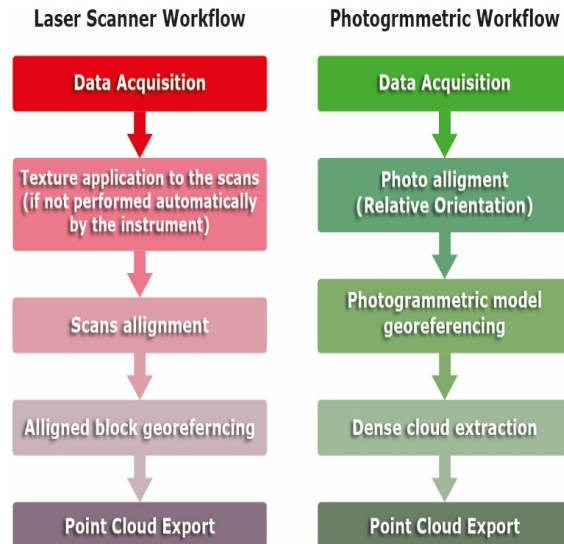 Laser Scanner Workflow
Data Acquisition
Texture application to the scans
(if not performed automatically
by the instrument)
Scans allignment
Aligned block georeferncing
Point Cloud Export
Photogrmmetric Workflow
Data Acquisition
Photo alligment
(Relative Orientation)
Photogrammetric model
georeferencing
Dense cloud extraction
Point Cloud Export